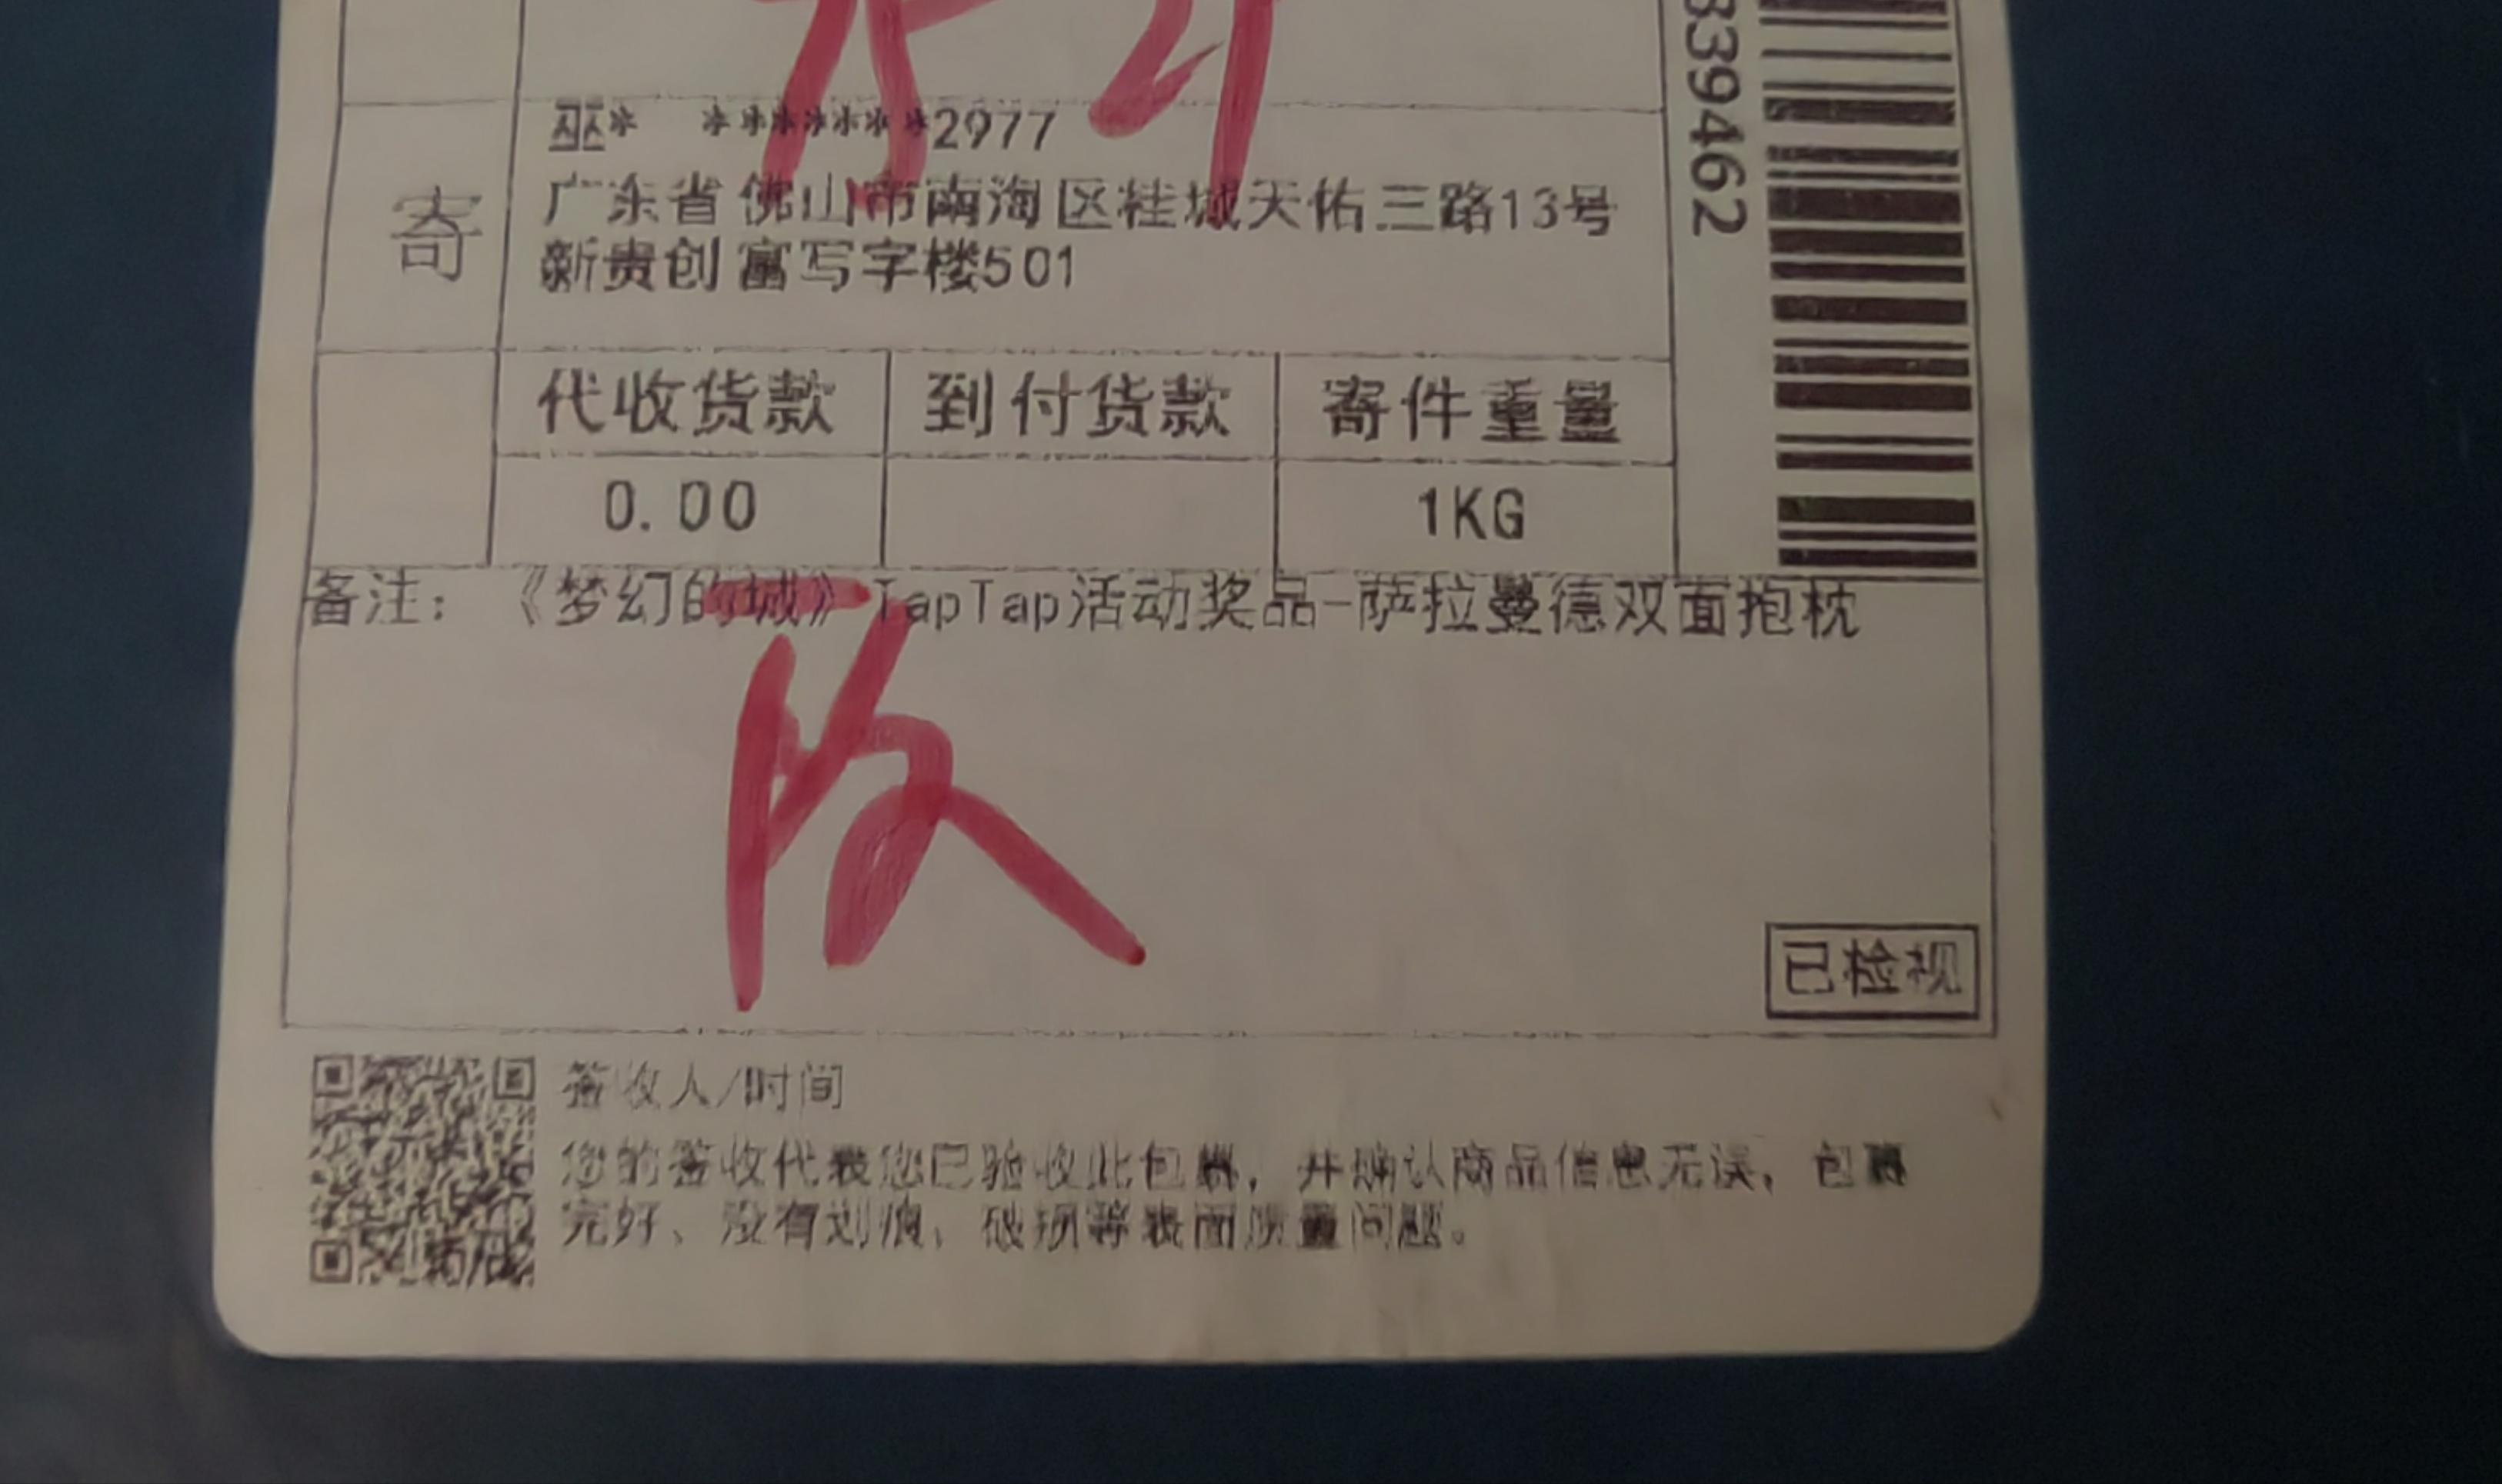 巫* *******2977
寄
广东省佛山市南海区桂城天佑三路13号
新贵创富写字楼501
代收货款 到付货款 寄件重量
0.00 1KG
备注：《梦幻的城》TapTap活动奖品-萨拉曼德双面抱枕
已检视
签收人/时间
您的签收代表您已验收此包裹，并确认商品信息无误，包裹
完好、没有划痕、破损等表面质量问题。
839462